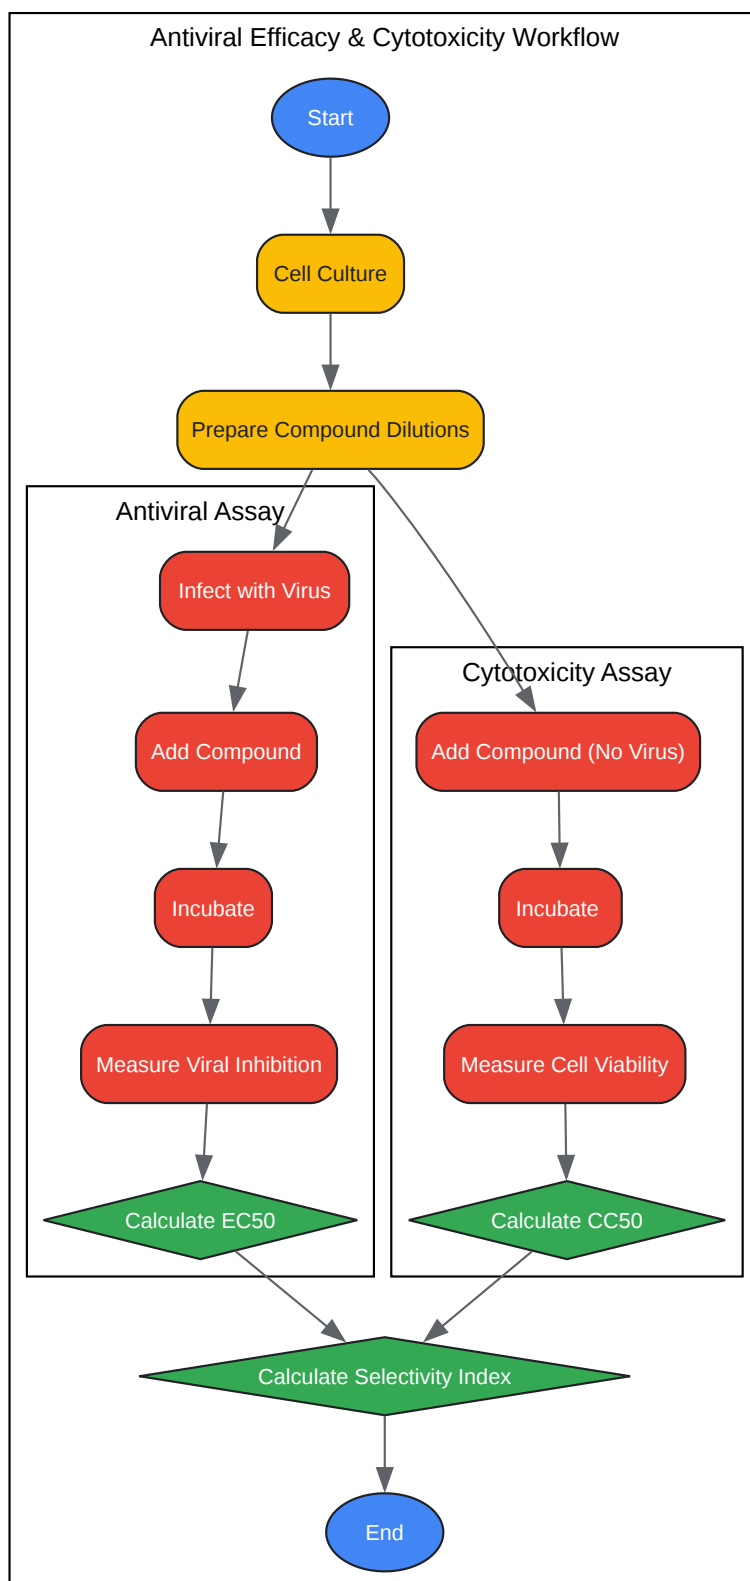 Antiviral Efficacy & Cytotoxicity Workflow
Start
Cell Culture
Prepare Compound Dilutions
Antiviral Assay
Infect with Virus
Add Compound
Incubate
Measure Viral Inhibition
Calculate EC50
Cytotoxicity Assay
Add Compound (No Virus)
Incubate
Measure Cell Viability
Calculate CC50
Calculate Selectivity Index
End